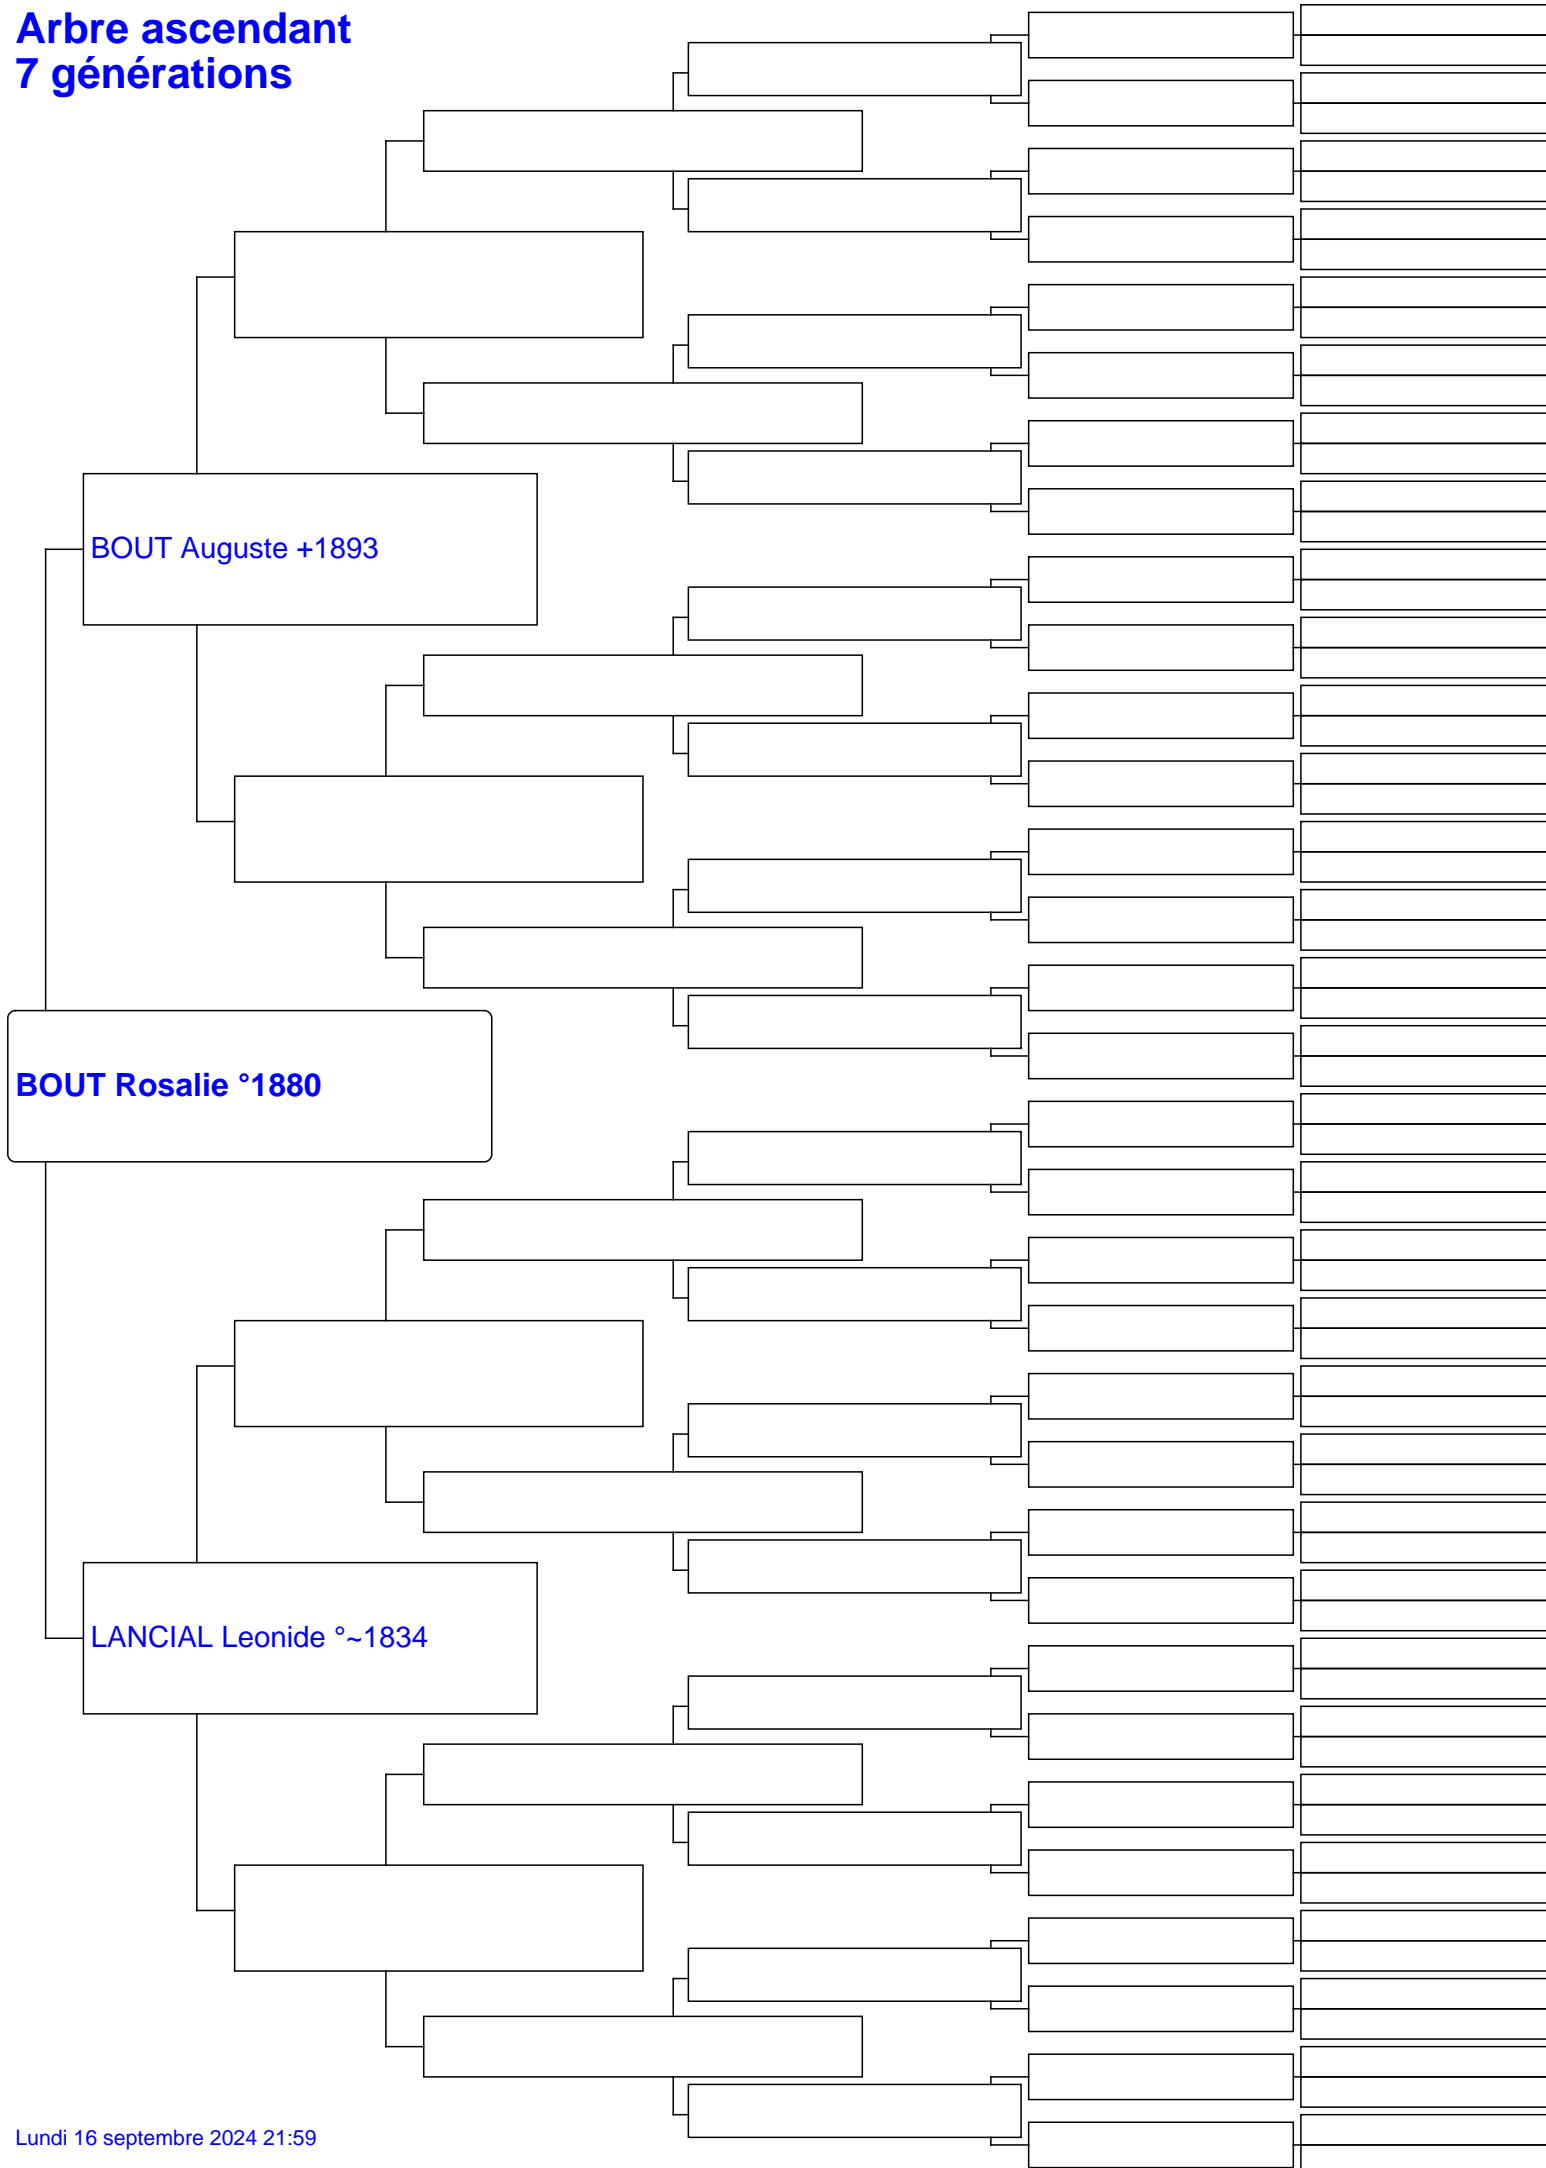 Arbre ascendant
7 générations
BOUT Auguste +1893
BOUT Rosalie °1880
LANCIAL Leonide °~1834
Lundi 16 septembre 2024 21:59